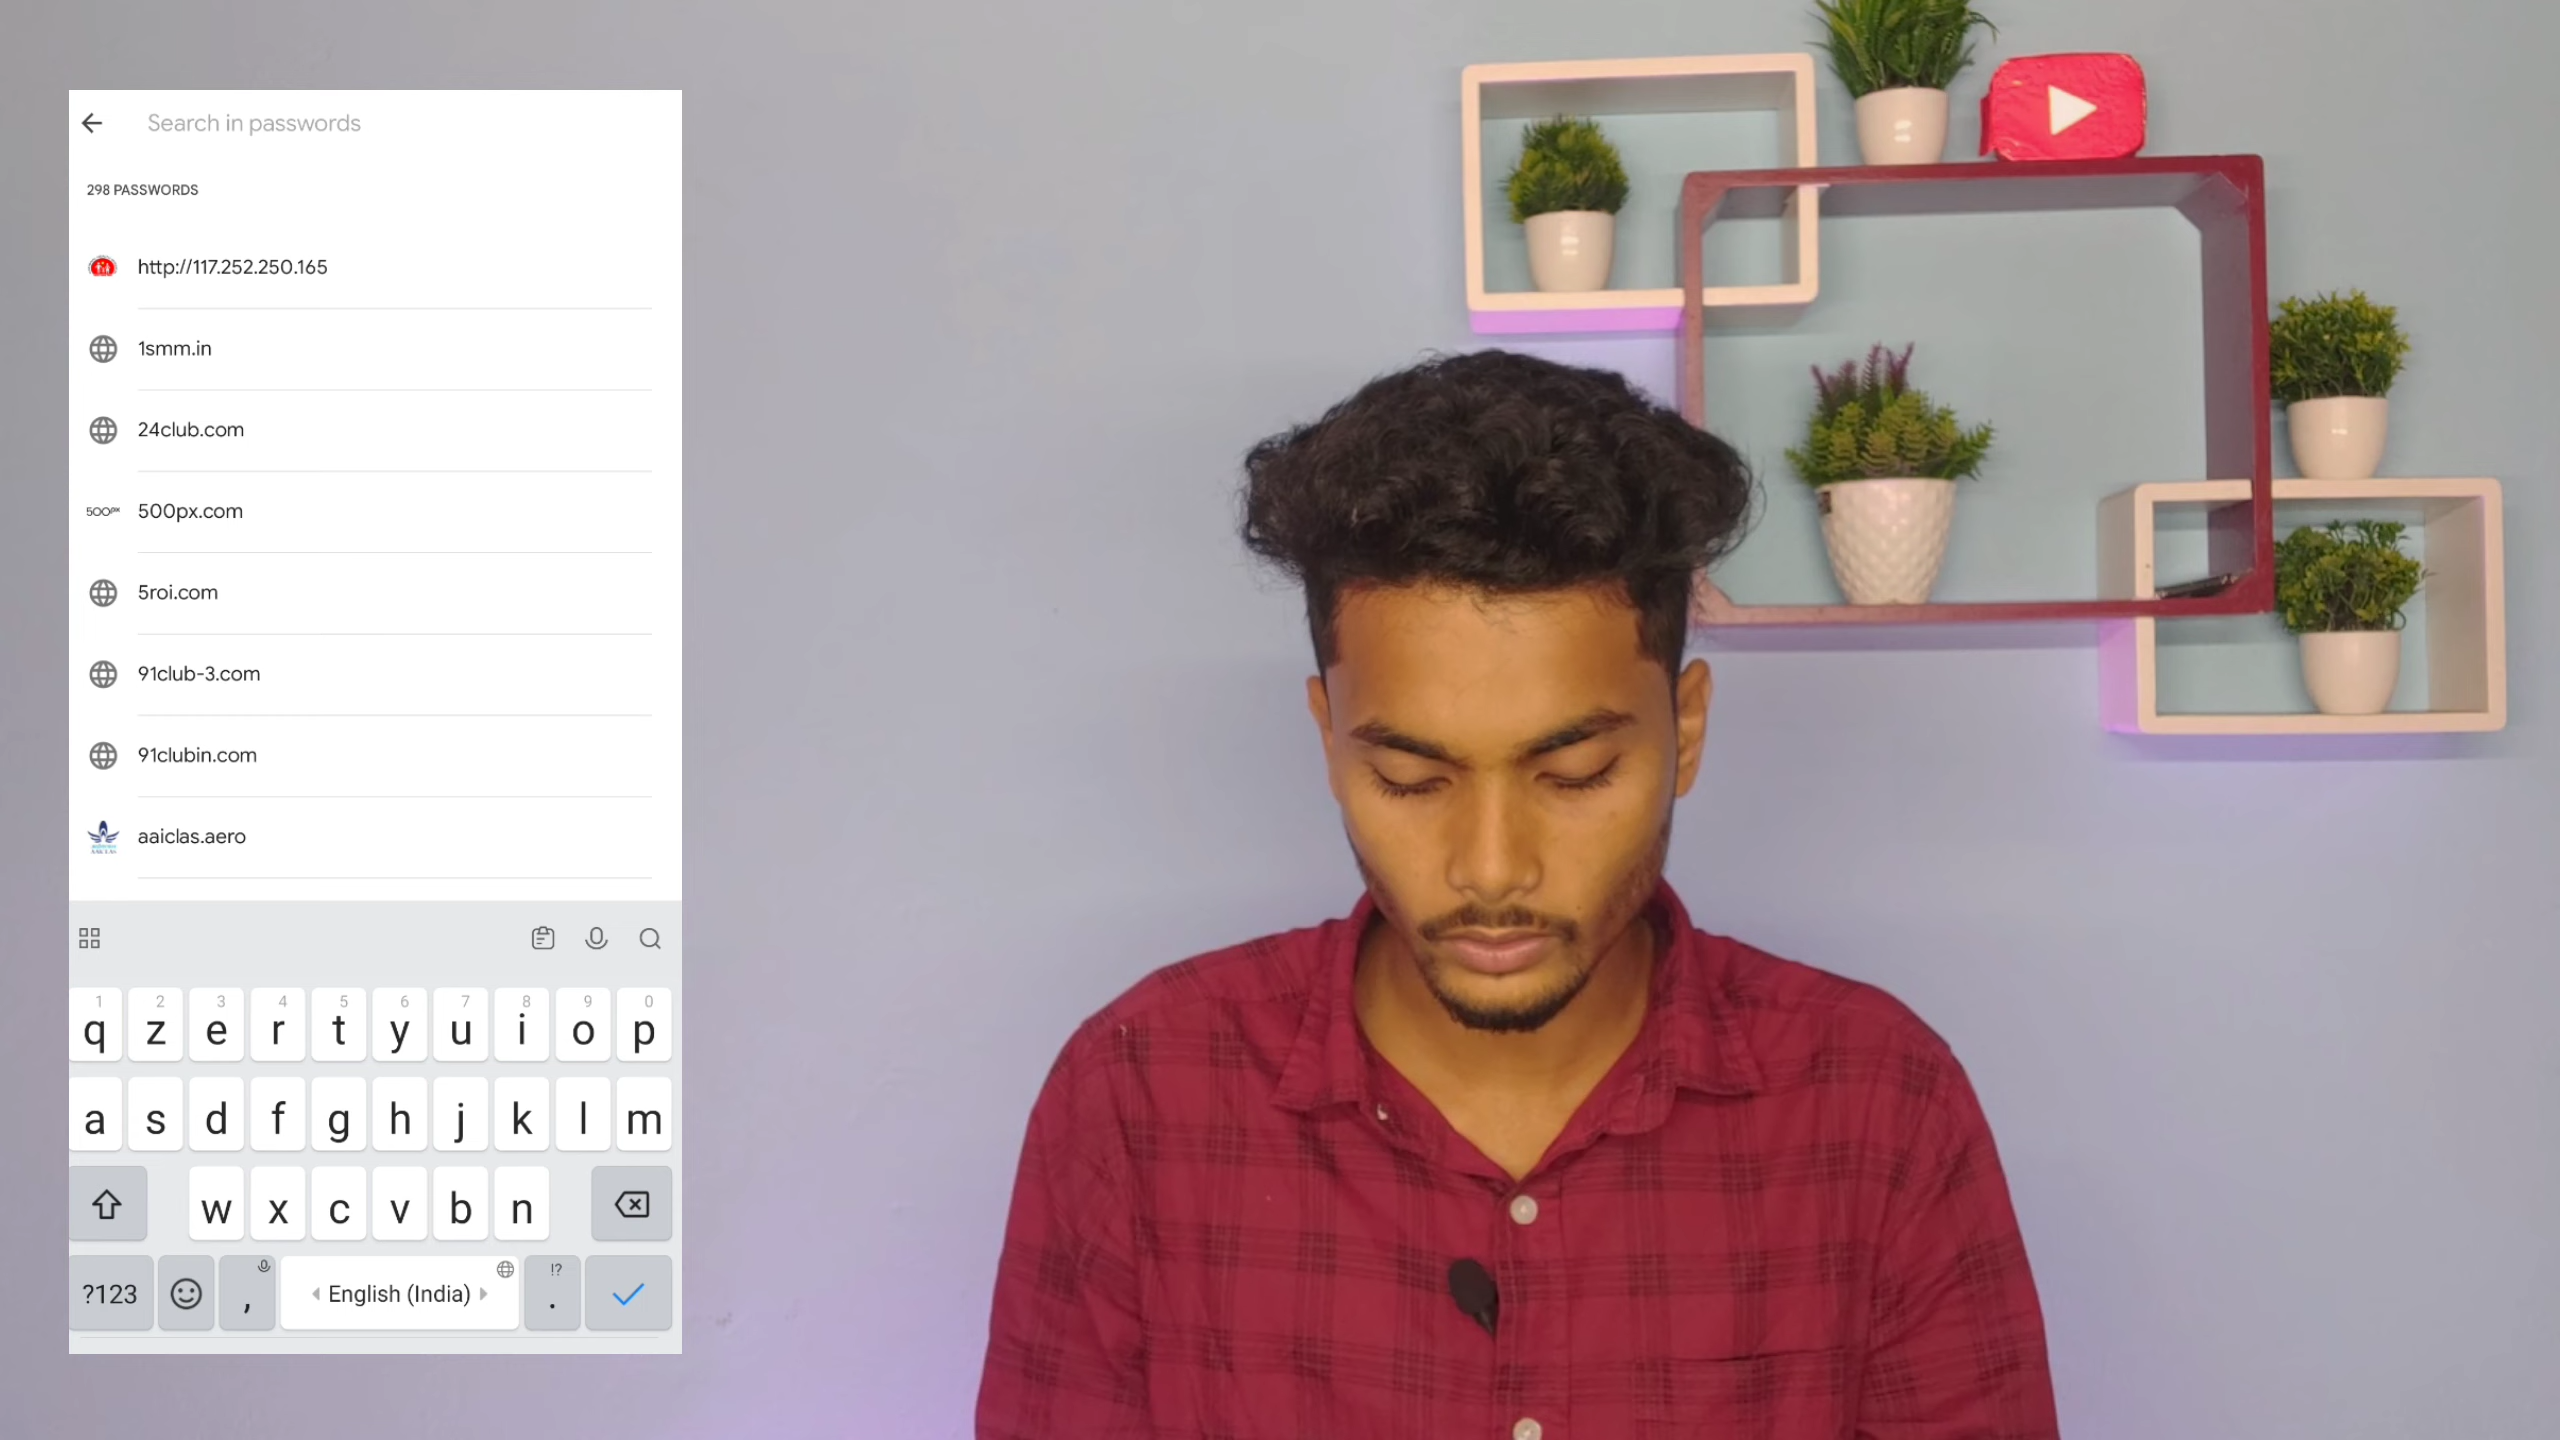 Search in passwords
298 PASSWORDS
http://117.252.250.165
1smm.in
24club.com
500px 500px.com
5roi.com
91club-3.com
91clubin.com
aaiclas.aero
1 2 3 4 5 6 7 8 9 0
q z e r t y u i o p
a s d f g h j k l m
w x c v b n
!?
?123 , English (India) .